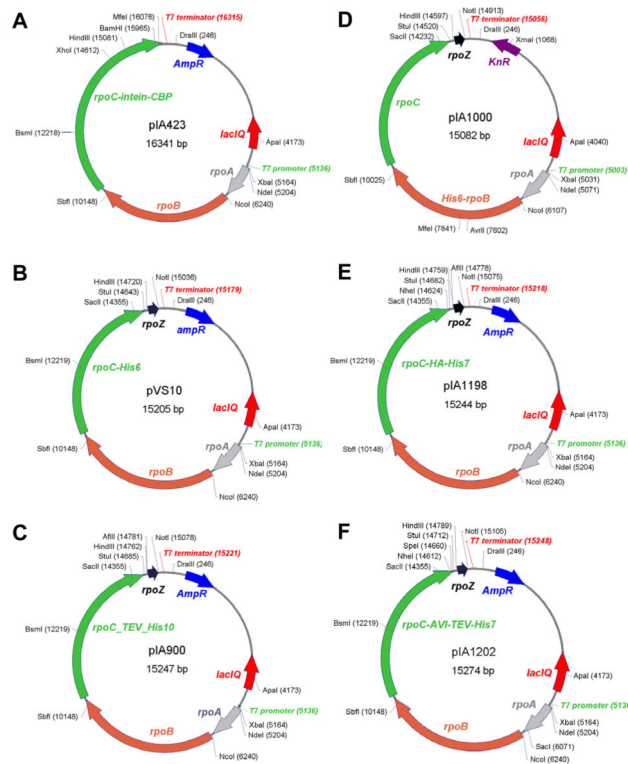 A
MfeI (16076)
T7 terminator (16315)
BamHI (15965)
DraIII (246)
HindIII (15081)
AmpR
XhoI (14612)
rpoC-intein-CBP
BsmI (12218)
pIA423
16341 bp
lacIQ
ApaI (4173)
T7 promoter (5136)
rpoA
XbaI (5164)
NdeI (5204)
SbfI (10148)
NcoI (6240)
rpoB
D
NotI (14913)
HindIII (14597)
T7 terminator (15056)
StuI (14520)
DraIII (246)
SacII (14232)
XmaI (1068)
rpoZ
KnR
rpoC
pIA1000
15082 bp
lacIQ
ApaI (4040)
T7 promoter (5003)
rpoA
XbaI (5031)
NdeI (5071)
SbfI (10025)
His6-rpoB
NcoI (6107)
MfeI (7841)
AvrII (7602)
B
NotI (15036)
HindIII (14720)
T7 terminator (15179)
StuI (14643)
DraIII (246)
SacII (14355)
rpoZ
ampR
BsmI (12219)
rpoC-His6
pVS10
15205 bp
lacIQ
ApaI (4173)
rpoA
T7 promoter (5136)
XbaI (5164)
NdeI (5204)
SbfI (10148)
rpoB
NcoI (6240)
E
HindIII (14759)
AflII (14778)
StuI (14682)
NotI (15075)
NheI (14624)
T7 terminator (15218)
SacII (14355)
DraIII (246)
rpoZ
AmpR
BsmI (12219)
rpoC-HA-His7
pIA1198
15244 bp
lacIQ
ApaI (4173)
rpoA
T7 promoter (5136)
XbaI (5164)
NdeI (5204)
SbfI (10148)
rpoB
NcoI (6240)
C
AflII (14781)
NotI (15078)
HindIII (14762)
T7 terminator (15221)
StuI (14685)
DraIII (246)
SacII (14355)
rpoZ
AmpR
BsmI (12219)
rpoC_TEV_His10
pIA900
15247 bp
lacIQ
ApaI (4173)
rpoA
T7 promoter (5136)
XbaI (5164)
NdeI (5204)
SbfI (10148)
rpoB
NcoI (6240)
F
HindIII (14789)
StuI (14712)
NotI (15105)
SpeI (14660)
T7 terminator (15248)
NheI (14612)
DraIII (246)
SacII (14355)
rpoZ
AmpR
BsmI (12219)
rpoC-AVI-TEV-His7
pIA1202
15274 bp
lacIQ
ApaI (4173)
rpoA
T7 promoter (5136
XbaI (5164)
NdeI (5204)
SbfI (10148)
SacI (6071)
rpoB
NcoI (6240)